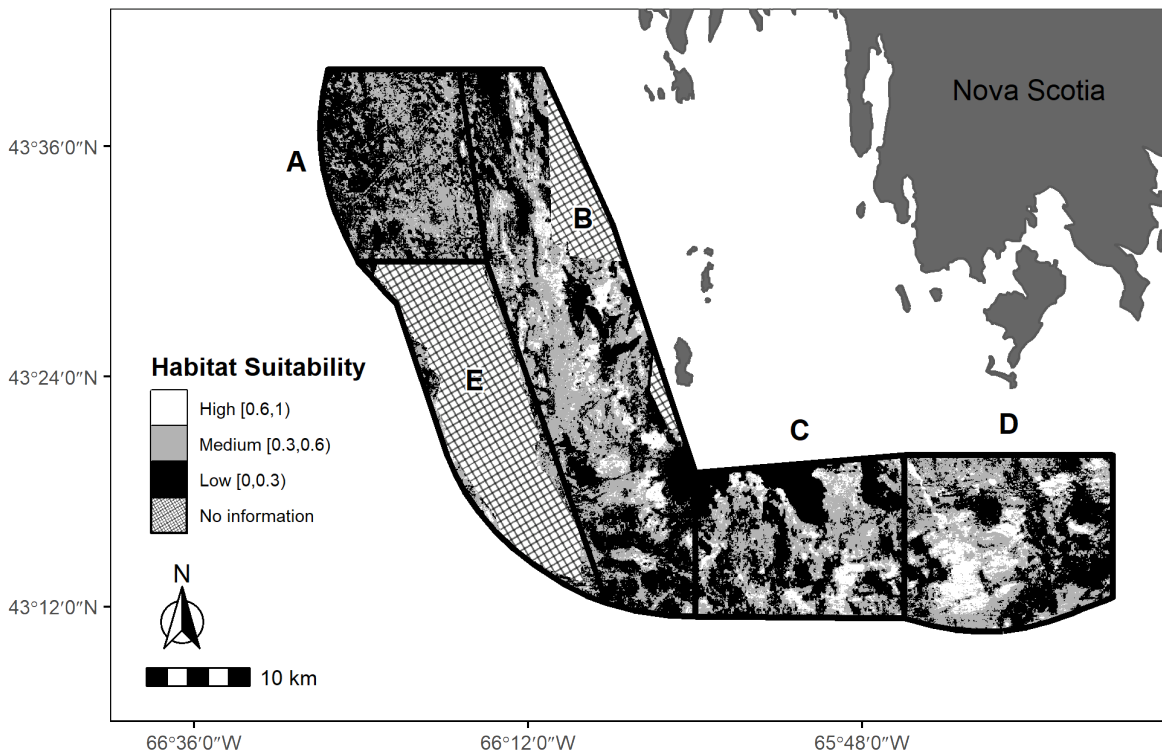 Nova Scotia
43°36′0″N
A
B
43°24′0″N
Habitat Suitability
E
High [0.6,1)
Medium [0.3,0.6)
Low [0,0.3)
No information
C
D
N
43°12′0″N
10 km
66°36′0″W
66°12′0″W
65°48′0″W